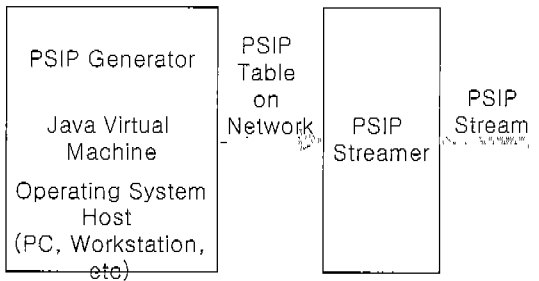 PSIP Generator
Java Virtual
Machine
Operating System
Host
(PC, Workstation,
etc)
PSIP
Table
on
Network
PSIP
Streamer
PSIP
Stream